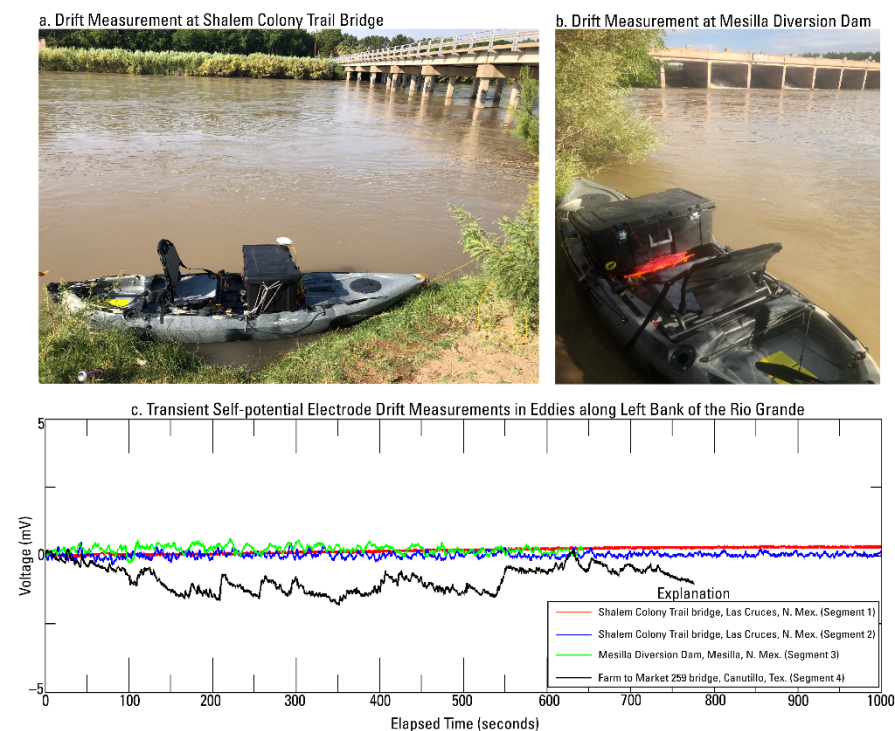 a. Drift Measurement at Shalem Colony Trail Bridge
b. Drift Measurement at Mesilla Diversion Dam
c. Transient Self-potential Electrode Drift Measurements in Eddies along Left Bank of the Rio Grande
5
0
−5
Voltage (mV)
Explanation
Shalem Colony Trail bridge, Las Cruces, N. Mex. (Segment 1)
Shalem Colony Trail bridge, Las Cruces, N. Mex. (Segment 2)
Mesilla Diversion Dam, Mesilla, N. Mex. (Segment 3)
Farm to Market 259 bridge, Canutillo, Tex. (Segment 4)
0 100 200 300 400 500 600 700 800 900 1000
Elapsed Time (seconds)